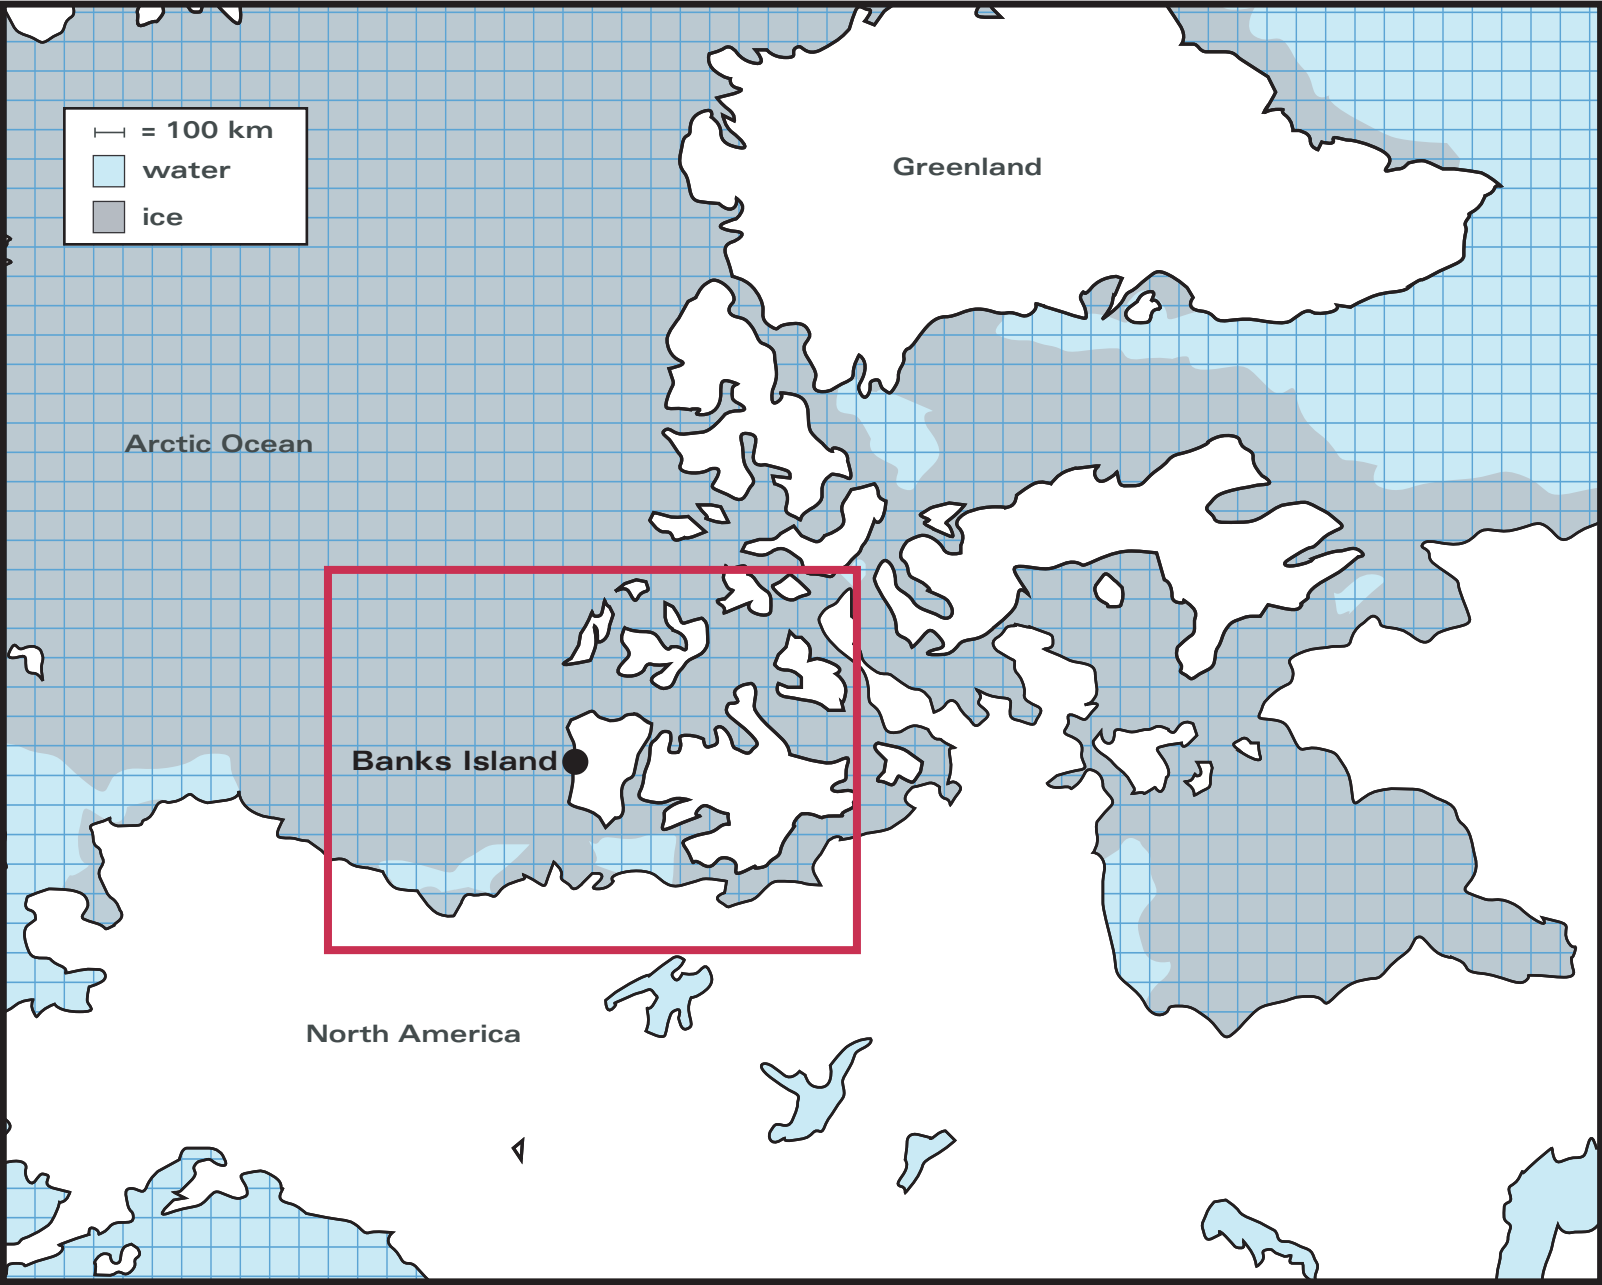 = 100 km
water
ice
Greenland
Arctic Ocean
Banks Island
North America